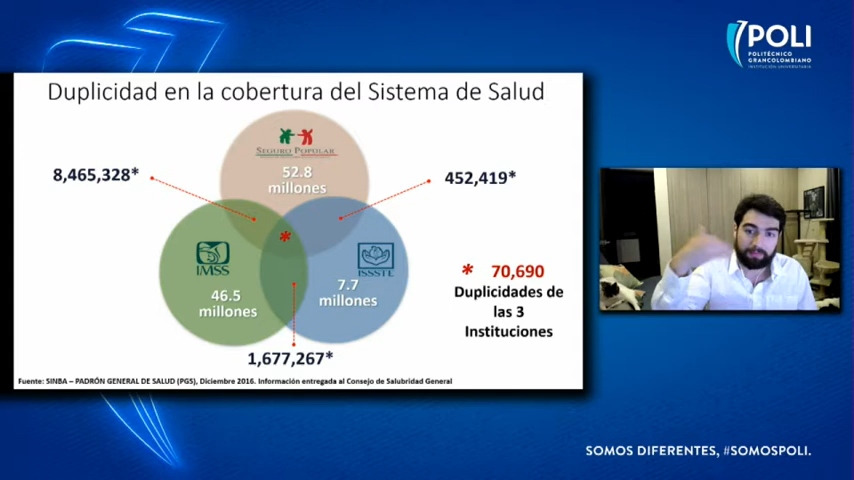 POLI
POLITÉCNICO
GRANCOLOMBIANO
INSTITUCIÓN UNIVERSITARIA
Duplicidad en la cobertura del Sistema de Salud
SEGURO POPULAR
52.8
millones
8,465,328*
452,419*
*
IMSS
ISSSTE
46.5
millones
7.7
millones
* 70,690
Duplicidades de
las 3
Instituciones
1,677,267*
Fuente: SINBA – PADRÓN GENERAL DE SALUD (PGS), Diciembre 2016. Información entregada al Consejo de Salubridad General
SOMOS DIFERENTES, #SOMOSPOLI.